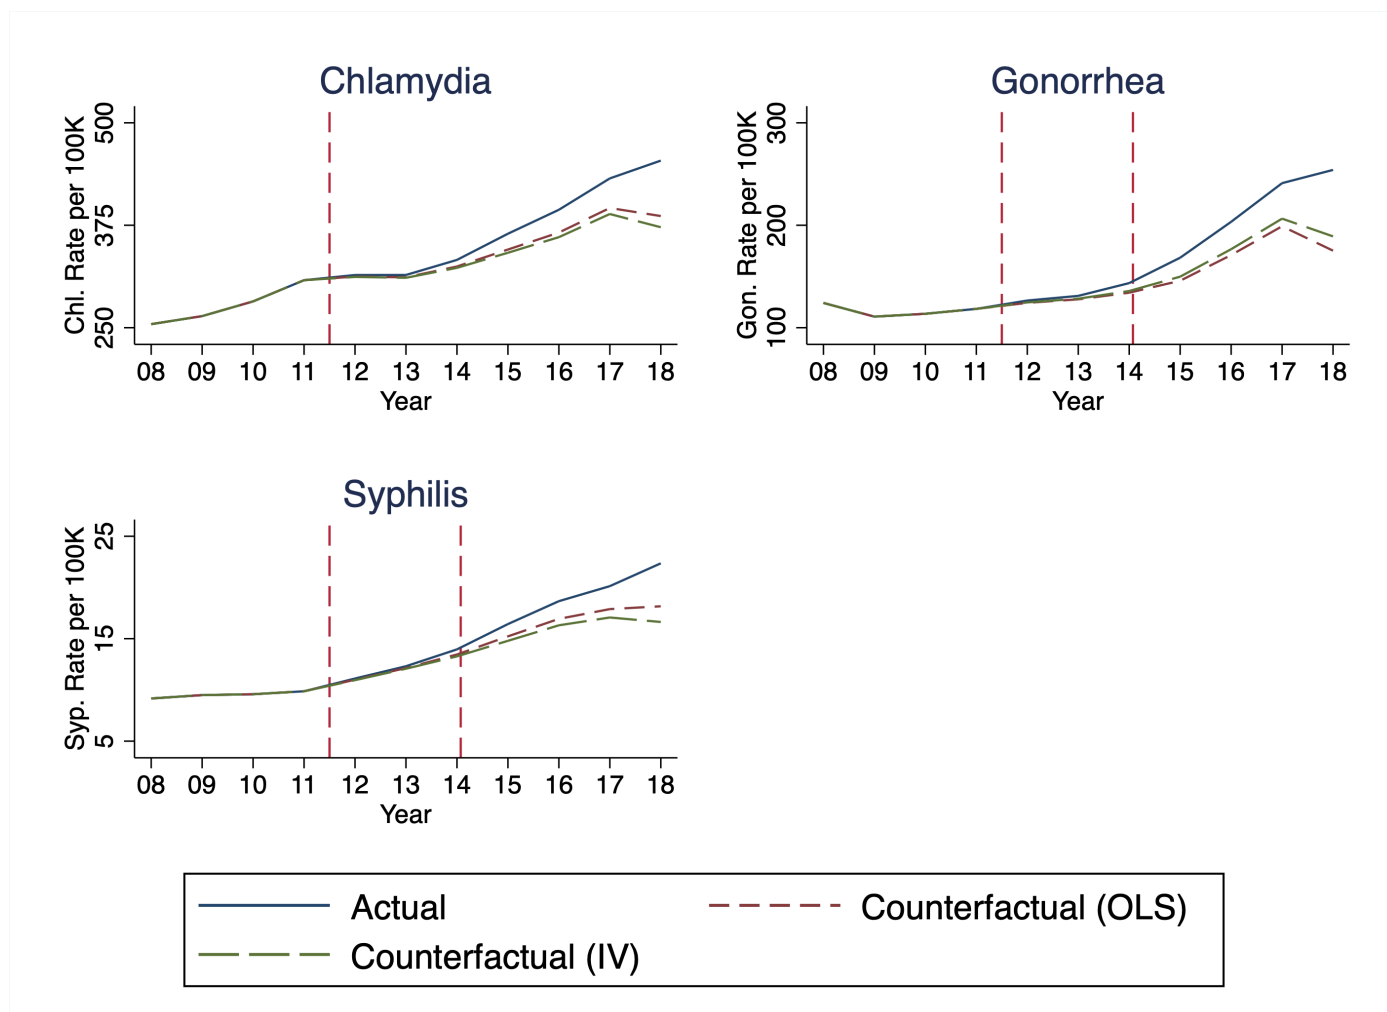 Chlamydia
Chl. Rate per 100K
500
375
250
08 09 10 11 12 13 14 15 16 17 18
Year
Gonorrhea
Gon. Rate per 100K
300
200
100
08 09 10 11 12 13 14 15 16 17 18
Year
Syphilis
Syp. Rate per 100K
25
15
5
08 09 10 11 12 13 14 15 16 17 18
Year
Actual
Counterfactual (OLS)
Counterfactual (IV)